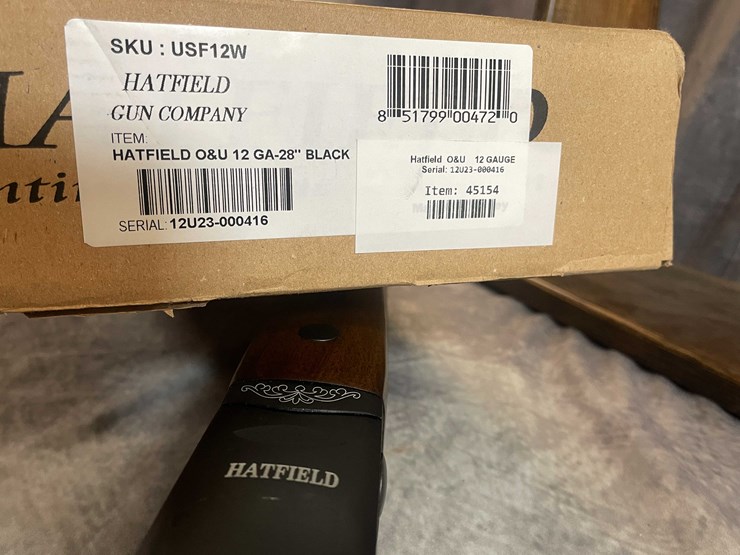 SKU : USF12W
HATFIELD
GUN COMPANY
ITEM:
HATFIELD O&U 12 GA-28" BLACK
SERIAL: 12U23-000416
8 51799 00472 0
Hatfield O&U 12 GAUGE
Serial: 12U23-000416
Item: 45154
HATFIELD